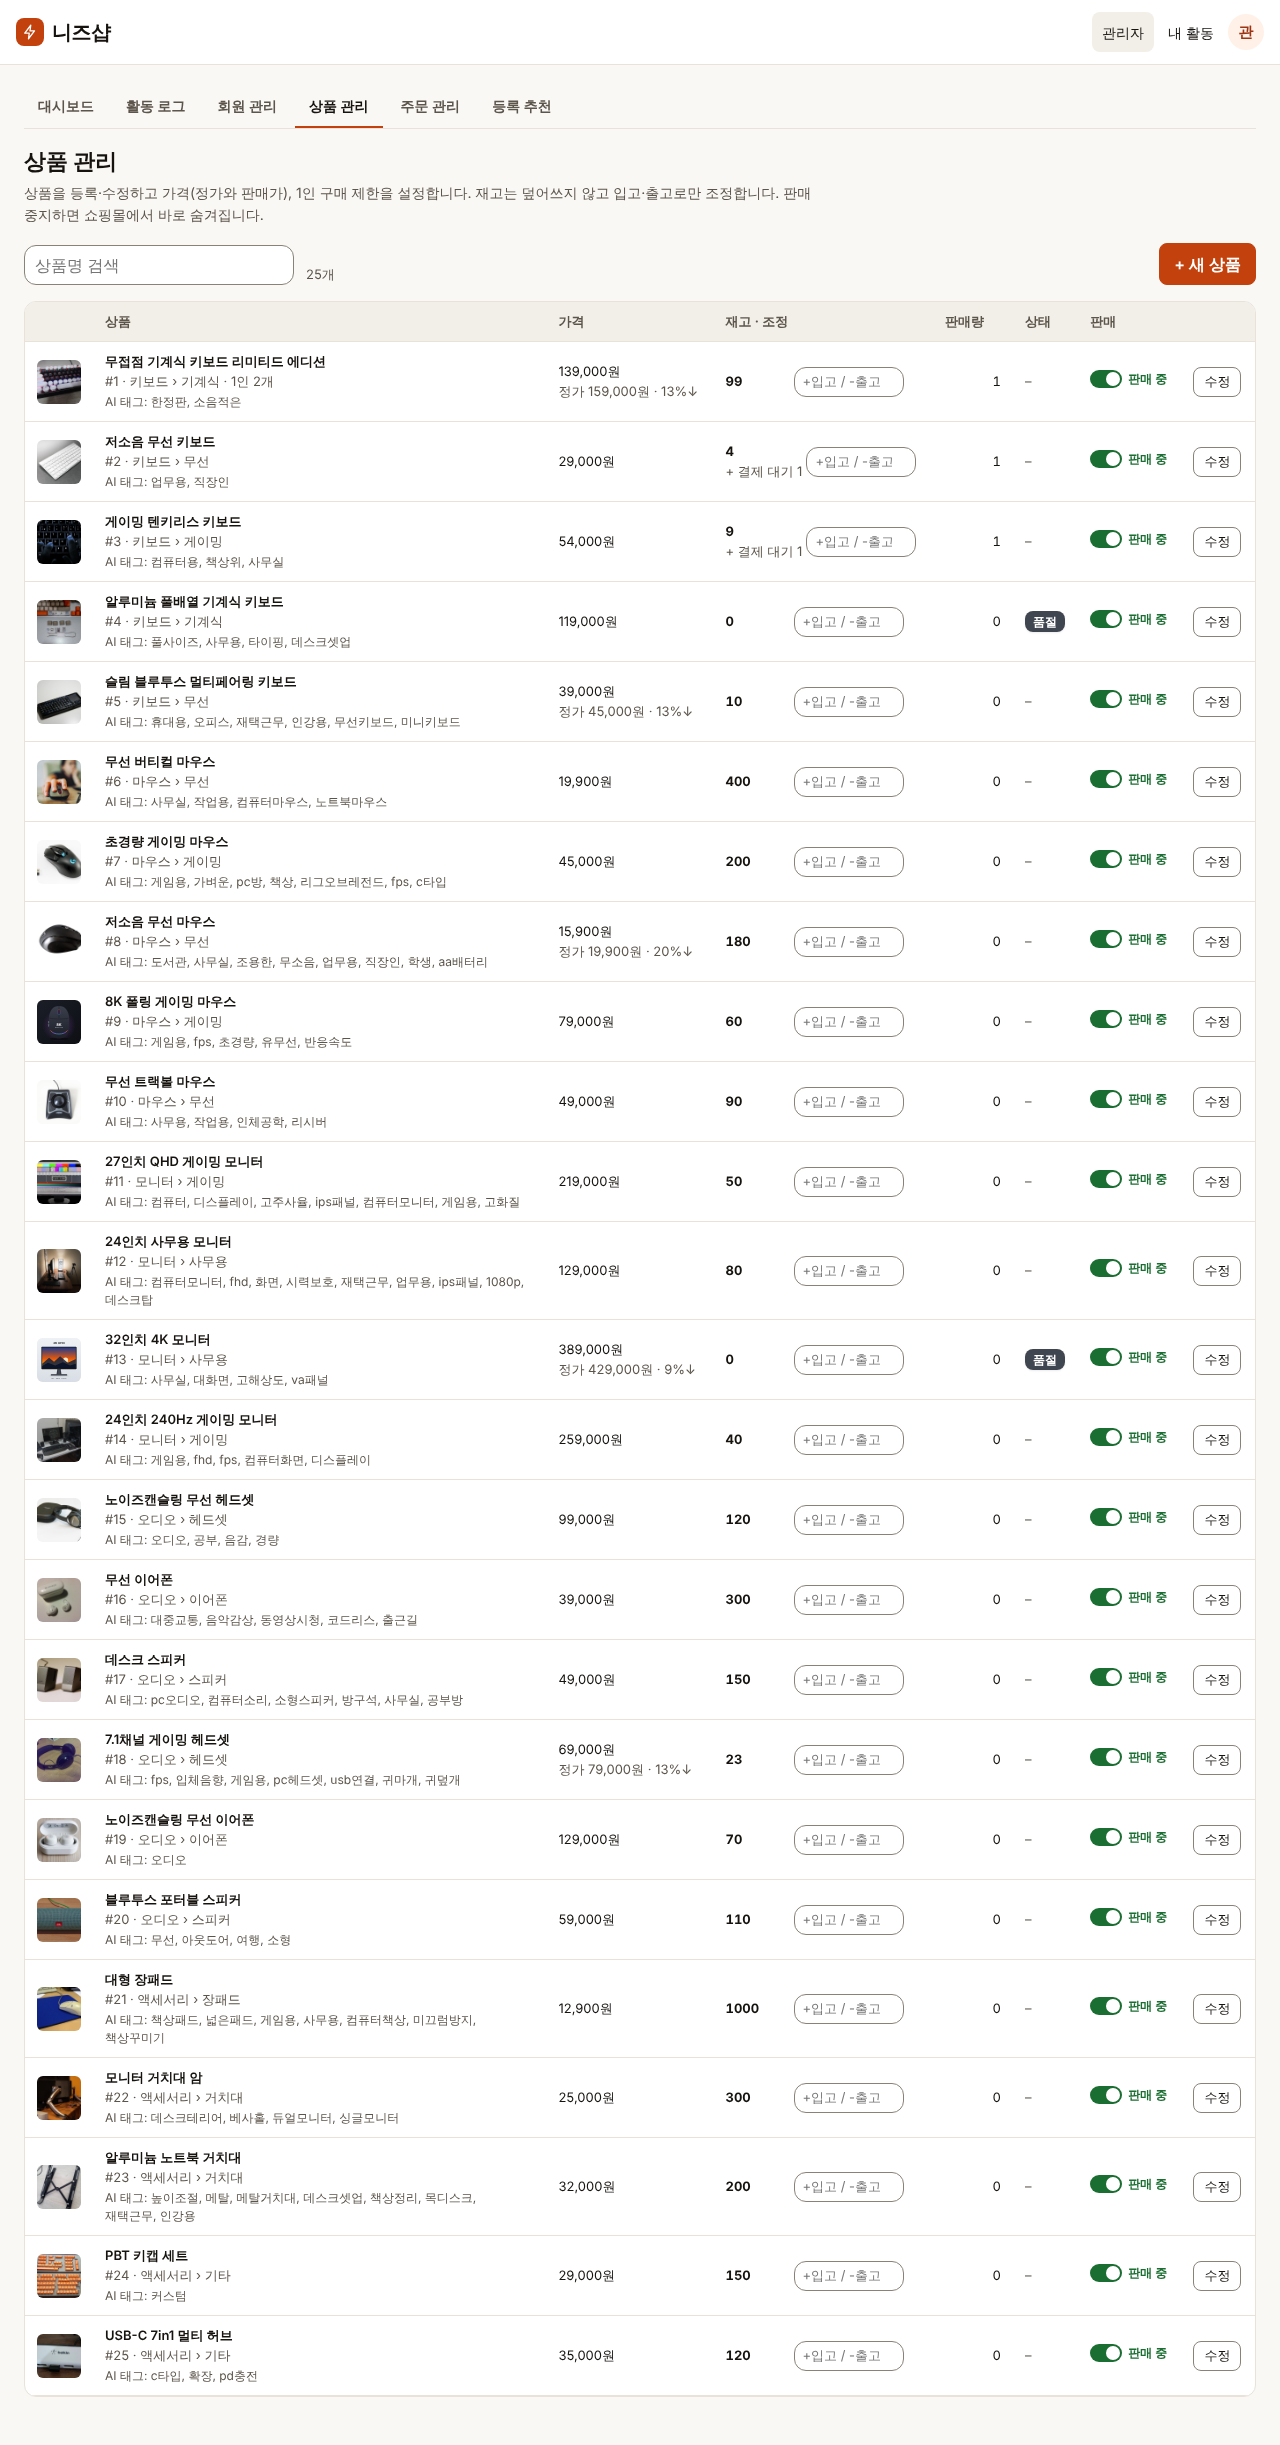 니즈샵
관리자
내 활동
관
대시보드
활동 로그
회원 관리
상품 관리
주문 관리
등록 추천
상품 관리
상품을 등록·수정하고 가격(정가와 판매가), 1인 구매 제한을 설정합니다. 재고는 덮어쓰지 않고 입고·출고로만 조정합니다. 판매
중지하면 쇼핑몰에서 바로 숨겨집니다.
상품명 검색
25개
+ 새 상품
상품 가격 재고 · 조정 판매량 상태 판매
무접점 기계식 키보드 리미티드 에디션
#1 · 키보드 › 기계식 · 1인 2개
AI 태그: 한정판, 소음적은
139,000원
정가 159,000원 · 13%↓
99 +입고 / -출고 1 – 판매 중 수정
저소음 무선 키보드
#2 · 키보드 › 무선
AI 태그: 업무용, 직장인
29,000원
4
+ 결제 대기 1
+입고 / -출고 1 – 판매 중 수정
게이밍 텐키리스 키보드
#3 · 키보드 › 게이밍
AI 태그: 컴퓨터용, 책상위, 사무실
54,000원
9
+ 결제 대기 1
+입고 / -출고 1 – 판매 중 수정
알루미늄 풀배열 기계식 키보드
#4 · 키보드 › 기계식
AI 태그: 풀사이즈, 사무용, 타이핑, 데스크셋업
119,000원
0 +입고 / -출고 0 품절 판매 중 수정
슬림 블루투스 멀티페어링 키보드
#5 · 키보드 › 무선
AI 태그: 휴대용, 오피스, 재택근무, 인강용, 무선키보드, 미니키보드
39,000원
정가 45,000원 · 13%↓
10 +입고 / -출고 0 – 판매 중 수정
무선 버티컬 마우스
#6 · 마우스 › 무선
AI 태그: 사무실, 작업용, 컴퓨터마우스, 노트북마우스
19,900원
400 +입고 / -출고 0 – 판매 중 수정
초경량 게이밍 마우스
#7 · 마우스 › 게이밍
AI 태그: 게임용, 가벼운, pc방, 책상, 리그오브레전드, fps, c타입
45,000원
200 +입고 / -출고 0 – 판매 중 수정
저소음 무선 마우스
#8 · 마우스 › 무선
AI 태그: 도서관, 사무실, 조용한, 무소음, 업무용, 직장인, 학생, aa배터리
15,900원
정가 19,900원 · 20%↓
180 +입고 / -출고 0 – 판매 중 수정
8K 폴링 게이밍 마우스
#9 · 마우스 › 게이밍
AI 태그: 게임용, fps, 초경량, 유무선, 반응속도
79,000원
60 +입고 / -출고 0 – 판매 중 수정
무선 트랙볼 마우스
#10 · 마우스 › 무선
AI 태그: 사무용, 작업용, 인체공학, 리시버
49,000원
90 +입고 / -출고 0 – 판매 중 수정
27인치 QHD 게이밍 모니터
#11 · 모니터 › 게이밍
AI 태그: 컴퓨터, 디스플레이, 고주사율, ips패널, 컴퓨터모니터, 게임용, 고화질
219,000원
50 +입고 / -출고 0 – 판매 중 수정
24인치 사무용 모니터
#12 · 모니터 › 사무용
AI 태그: 컴퓨터모니터, fhd, 화면, 시력보호, 재택근무, 업무용, ips패널, 1080p,
데스크탑
129,000원
80 +입고 / -출고 0 – 판매 중 수정
32인치 4K 모니터
#13 · 모니터 › 사무용
AI 태그: 사무실, 대화면, 고해상도, va패널
389,000원
정가 429,000원 · 9%↓
0 +입고 / -출고 0 품절 판매 중 수정
24인치 240Hz 게이밍 모니터
#14 · 모니터 › 게이밍
AI 태그: 게임용, fhd, fps, 컴퓨터화면, 디스플레이
259,000원
40 +입고 / -출고 0 – 판매 중 수정
노이즈캔슬링 무선 헤드셋
#15 · 오디오 › 헤드셋
AI 태그: 오디오, 공부, 음감, 경량
99,000원
120 +입고 / -출고 0 – 판매 중 수정
무선 이어폰
#16 · 오디오 › 이어폰
AI 태그: 대중교통, 음악감상, 동영상시청, 코드리스, 출근길
39,000원
300 +입고 / -출고 0 – 판매 중 수정
데스크 스피커
#17 · 오디오 › 스피커
AI 태그: pc오디오, 컴퓨터소리, 소형스피커, 방구석, 사무실, 공부방
49,000원
150 +입고 / -출고 0 – 판매 중 수정
7.1채널 게이밍 헤드셋
#18 · 오디오 › 헤드셋
AI 태그: fps, 입체음향, 게임용, pc헤드셋, usb연결, 귀마개, 귀덮개
69,000원
정가 79,000원 · 13%↓
23 +입고 / -출고 0 – 판매 중 수정
노이즈캔슬링 무선 이어폰
#19 · 오디오 › 이어폰
AI 태그: 오디오
129,000원
70 +입고 / -출고 0 – 판매 중 수정
블루투스 포터블 스피커
#20 · 오디오 › 스피커
AI 태그: 무선, 아웃도어, 여행, 소형
59,000원
110 +입고 / -출고 0 – 판매 중 수정
대형 장패드
#21 · 액세서리 › 장패드
AI 태그: 책상패드, 넓은패드, 게임용, 사무용, 컴퓨터책상, 미끄럼방지,
책상꾸미기
12,900원
1000 +입고 / -출고 0 – 판매 중 수정
모니터 거치대 암
#22 · 액세서리 › 거치대
AI 태그: 데스크테리어, 베사홀, 듀얼모니터, 싱글모니터
25,000원
300 +입고 / -출고 0 – 판매 중 수정
알루미늄 노트북 거치대
#23 · 액세서리 › 거치대
AI 태그: 높이조절, 메탈, 메탈거치대, 데스크셋업, 책상정리, 목디스크,
재택근무, 인강용
32,000원
200 +입고 / -출고 0 – 판매 중 수정
PBT 키캡 세트
#24 · 액세서리 › 기타
AI 태그: 커스텀
29,000원
150 +입고 / -출고 0 – 판매 중 수정
USB-C 7in1 멀티 허브
#25 · 액세서리 › 기타
AI 태그: c타입, 확장, pd충전
35,000원
120 +입고 / -출고 0 – 판매 중 수정